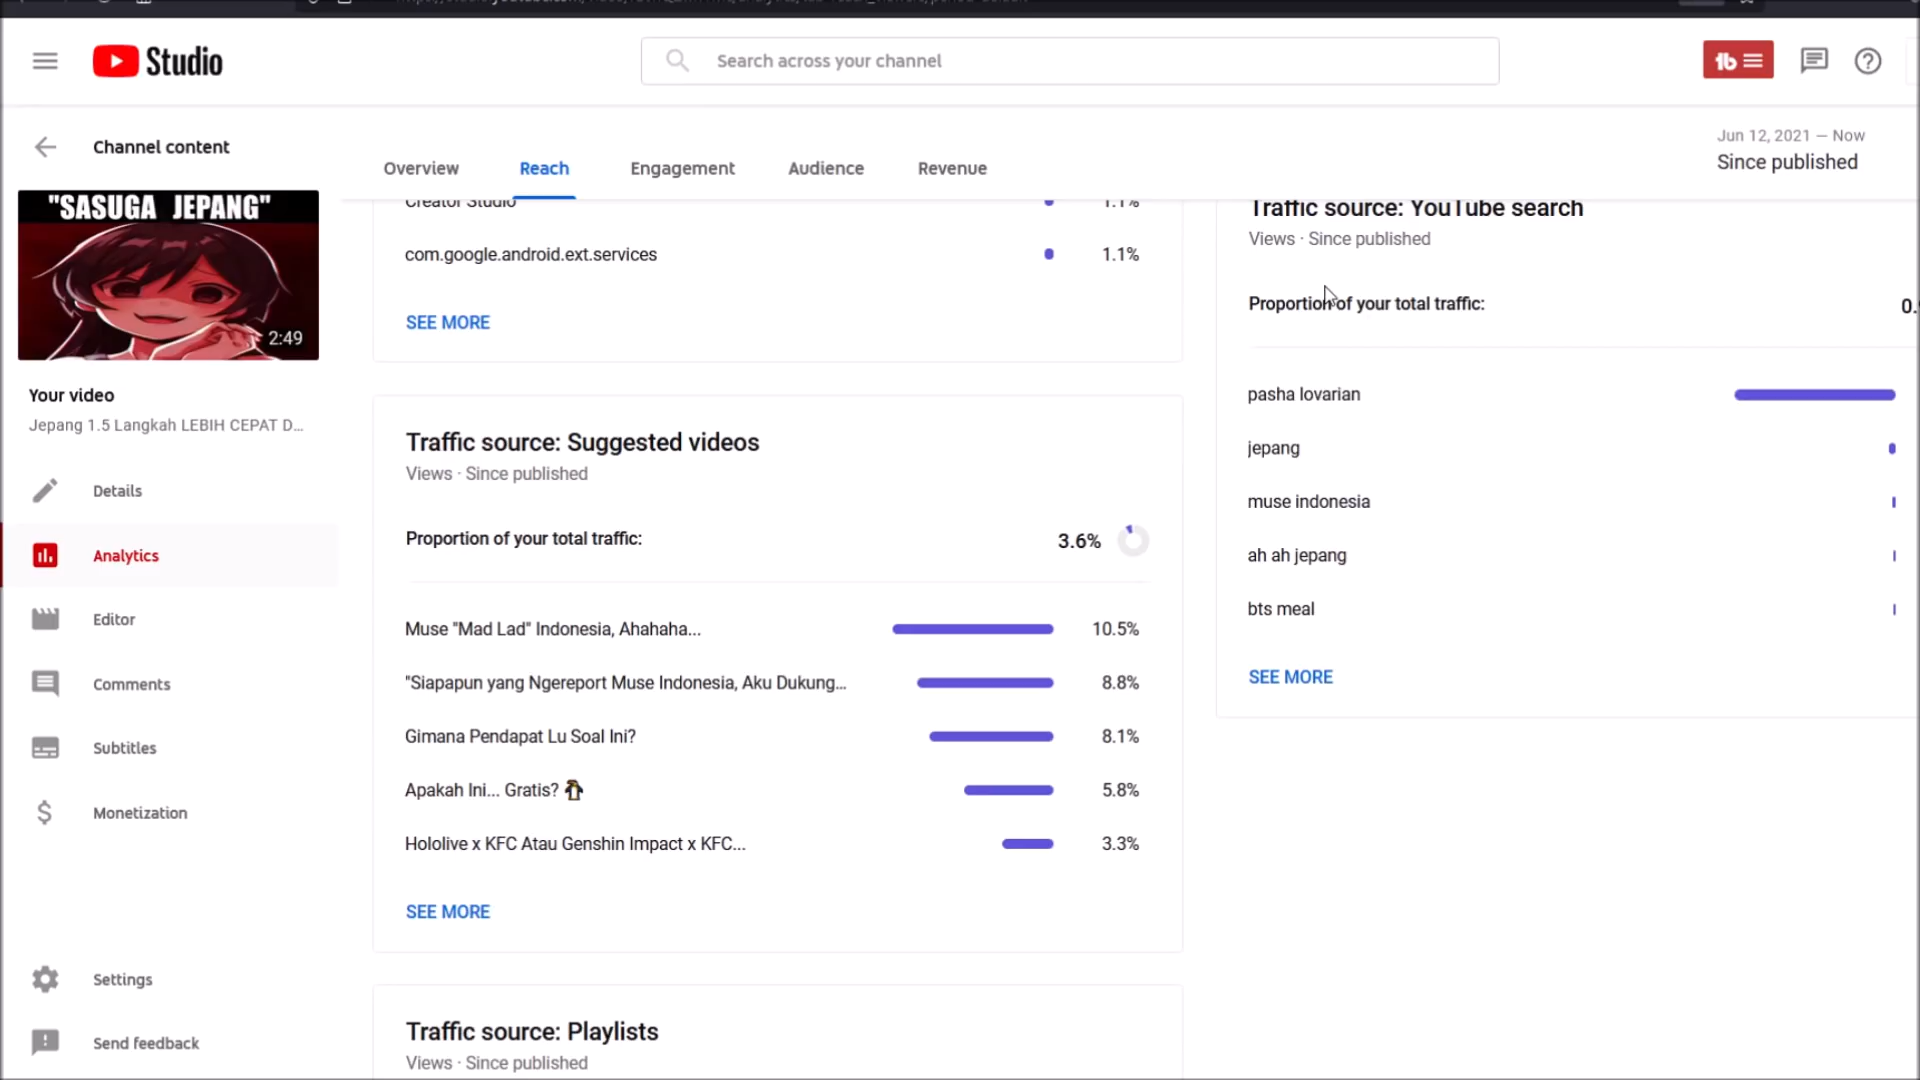 Studio
Search across your channel
Channel content
Overview
Reach
Engagement
Audience
Revenue
Jun 12, 2021 — Now
Since published
"SASUGA JEPANG"
2:49
Your video
Jepang 1.5 Langkah LEBIH CEPAT D...
Details
Analytics
Editor
Comments
Subtitles
Monetization
Settings
Send feedback
Creator Studio 1.1%
com.google.android.ext.services 1.1%
SEE MORE
Traffic source: Suggested videos
Views · Since published
Proportion of your total traffic: 3.6%
Muse "Mad Lad" Indonesia, Ahahaha... 10.5%
"Siapapun yang Ngereport Muse Indonesia, Aku Dukung... 8.8%
Gimana Pendapat Lu Soal Ini? 8.1%
Apakah Ini... Gratis? 🐧 5.8%
Hololive x KFC Atau Genshin Impact x KFC... 3.3%
SEE MORE
Traffic source: Playlists
Views · Since published
Traffic source: YouTube search
Views · Since published
Proportion of your total traffic: 0.
pasha lovarian
jepang
muse indonesia
ah ah jepang
bts meal
SEE MORE